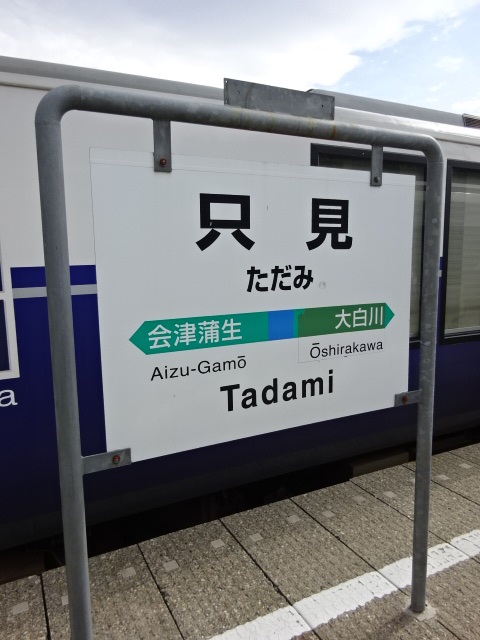 只見
ただみ
会津蒲生 大白川
Aizu-Gamō Ōshirakawa
Tadami
a